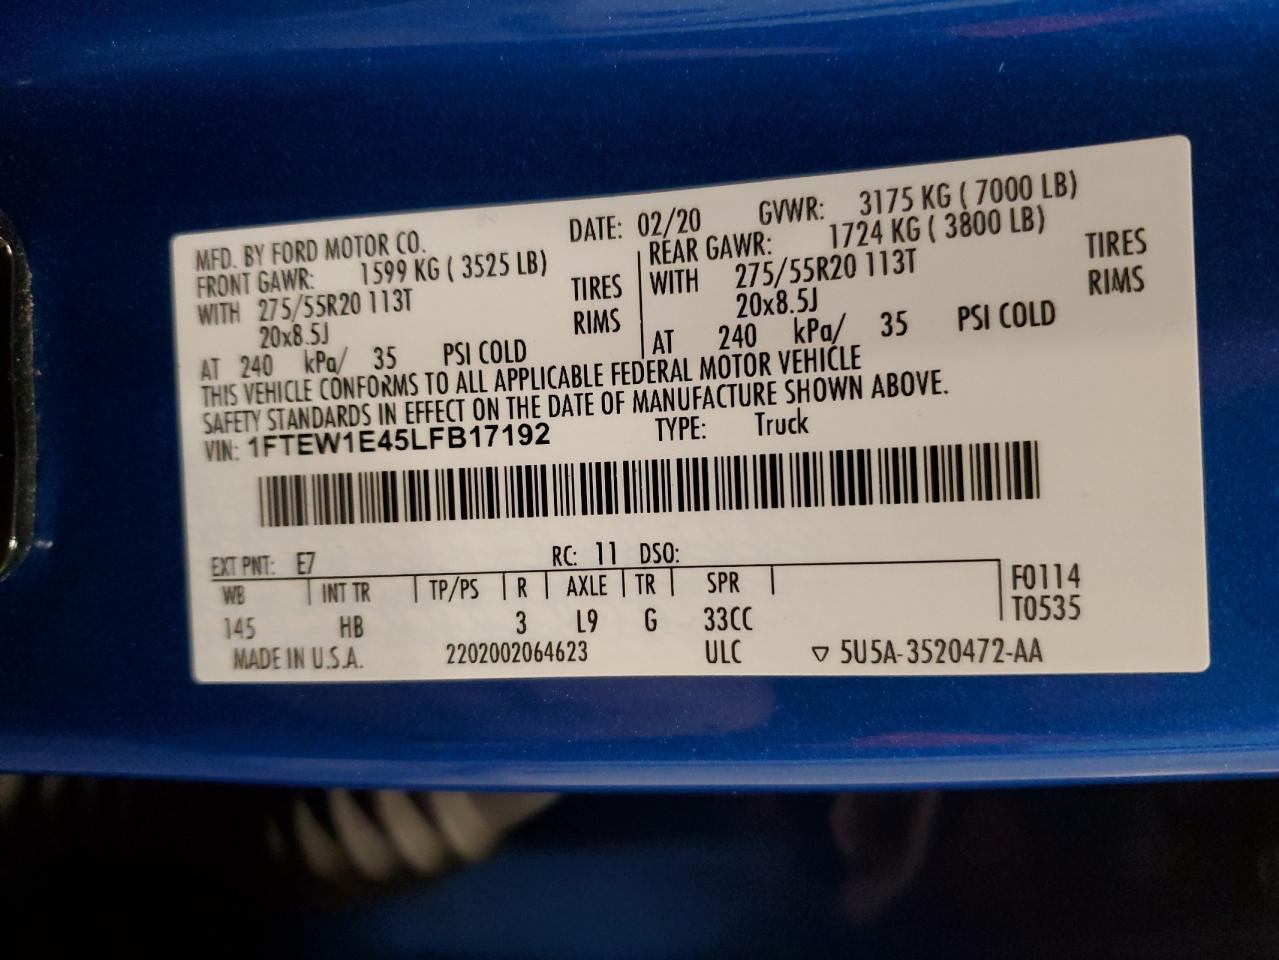 MFD. BY FORD MOTOR CO. DATE: 02/20 GVWR: 3175 KG ( 7000 LB)
FRONT GAWR: 1599 KG ( 3525 LB) REAR GAWR: 1724 KG ( 3800 LB)
WITH 275/55R20 113T TIRES WITH 275/55R20 113T TIRES
20x8.5J RIMS 20x8.5J RIMS
AT 240 kPa/ 35 PSI COLD AT 240 kPa/ 35 PSI COLD
THIS VEHICLE CONFORMS TO ALL APPLICABLE FEDERAL MOTOR VEHICLE
SAFETY STANDARDS IN EFFECT ON THE DATE OF MANUFACTURE SHOWN ABOVE.
VIN: 1FTEW1E45LFB17192 TYPE: Truck
EXT PNT: E7 RC: 11 DSO:
WB INT TR TP/PS R AXLE TR SPR F0114
145 HB 3 L9 G 33CC T0535
MADE IN U.S.A. 2202002064623 ULC ▽ 5U5A-3520472-AA